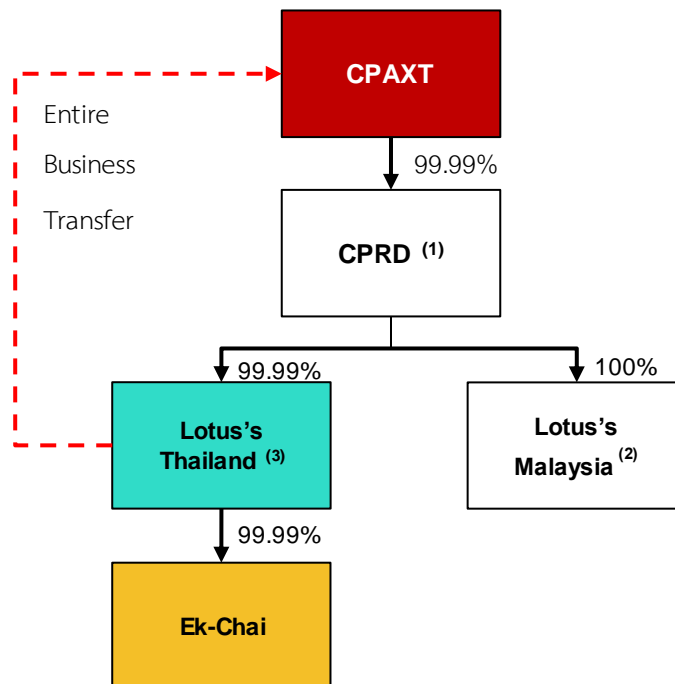 CPAXT
Entire
Business
Transfer
99.99%
CPRD (1)
99.99%
100%
Lotus's
Thailand (3)
Lotus's
Malaysia (2)
99.99%
Ek-Chai